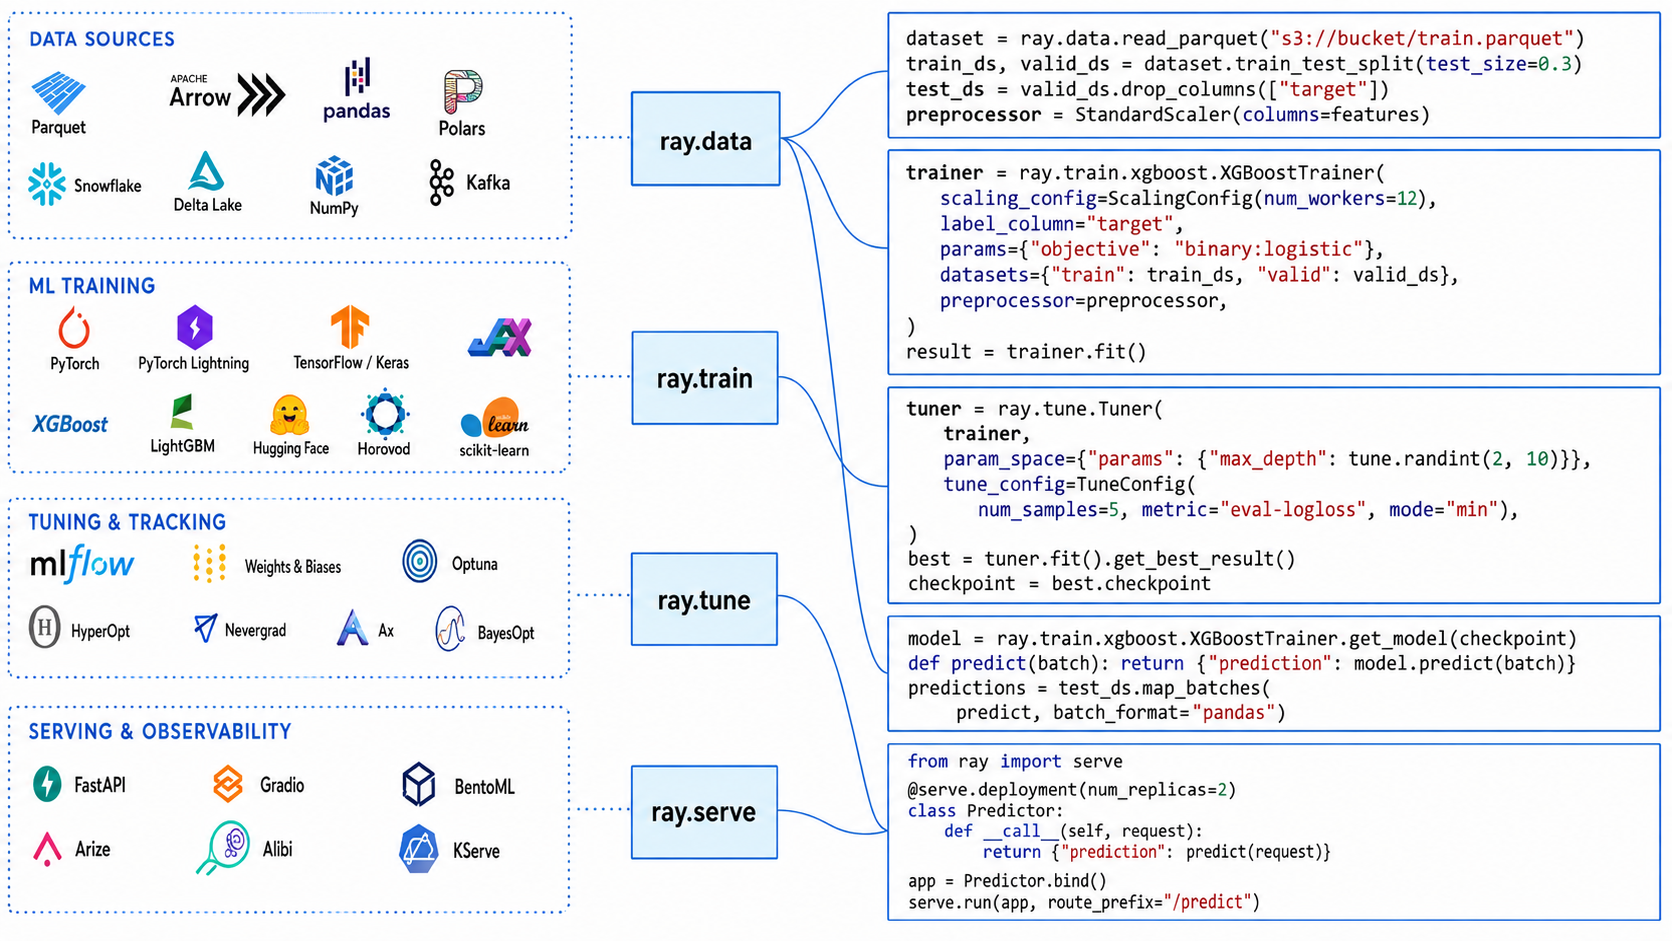 DATA SOURCES
Parquet
APACHE
Arrow
pandas
Polars
Snowflake
Delta Lake
NumPy
Kafka
ML TRAINING
PyTorch
PyTorch Lightning
TensorFlow / Keras
JAX
XGBoost
LightGBM
Hugging Face
Horovod
scikit
learn
scikit-learn
TUNING & TRACKING
mlflow
Weights & Biases
Optuna
H
HyperOpt
Nevergrad
Ax
BayesOpt
SERVING & OBSERVABILITY
FastAPI
Gradio
BentoML
Arize
Alibi
KServe
ray.data
ray.train
ray.tune
ray.serve
dataset = ray.data.read_parquet("s3://bucket/train.parquet")
train_ds, valid_ds = dataset.train_test_split(test_size=0.3)
test_ds = valid_ds.drop_columns(["target"])
preprocessor = StandardScaler(columns=features)
trainer = ray.train.xgboost.XGBoostTrainer(
scaling_config=ScalingConfig(num_workers=12),
label_column="target",
params={"objective": "binary:logistic"},
datasets={"train": train_ds, "valid": valid_ds},
preprocessor=preprocessor,
)
result = trainer.fit()
tuner = ray.tune.Tuner(
trainer,
param_space={"params": {"max_depth": tune.randint(2, 10)}},
tune_config=TuneConfig(
num_samples=5, metric="eval-logloss", mode="min"),
)
best = tuner.fit().get_best_result()
checkpoint = best.checkpoint
model = ray.train.xgboost.XGBoostTrainer.get_model(checkpoint)
def predict(batch): return {"prediction": model.predict(batch)}
predictions = test_ds.map_batches(
predict, batch_format="pandas")
from ray import serve
@serve.deployment(num_replicas=2)
class Predictor:
def __call__(self, request):
return {"prediction": predict(request)}
app = Predictor.bind()
serve.run(app, route_prefix="/predict")